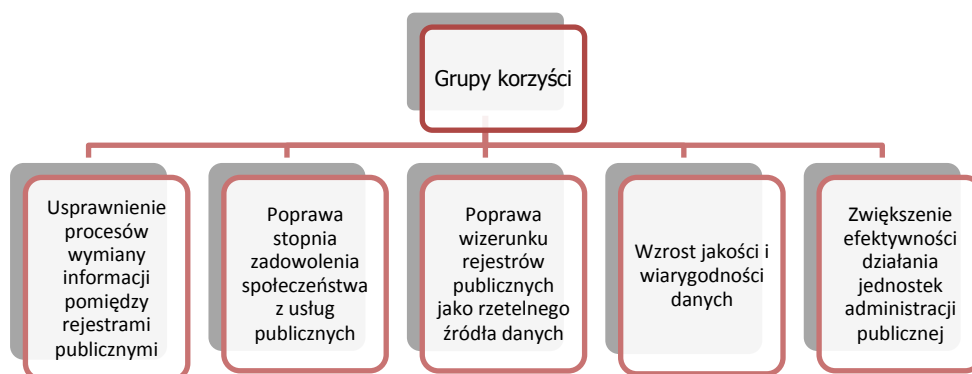 Grupy korzyści
Usprawnienie
procesów
wymiany
informacji
pomiędzy
rejestrami
publicznymi
Poprawa
stopnia
zadowolenia
społeczeństwa
z usług
publicznych
Poprawa
wizerunku
rejestrów
publicznych
jako rzetelnego
źródła danych
Wzrost jakości i
wiarygodności
danych
Zwiększenie
efektywności
działania
jednostek
administracji
publicznej